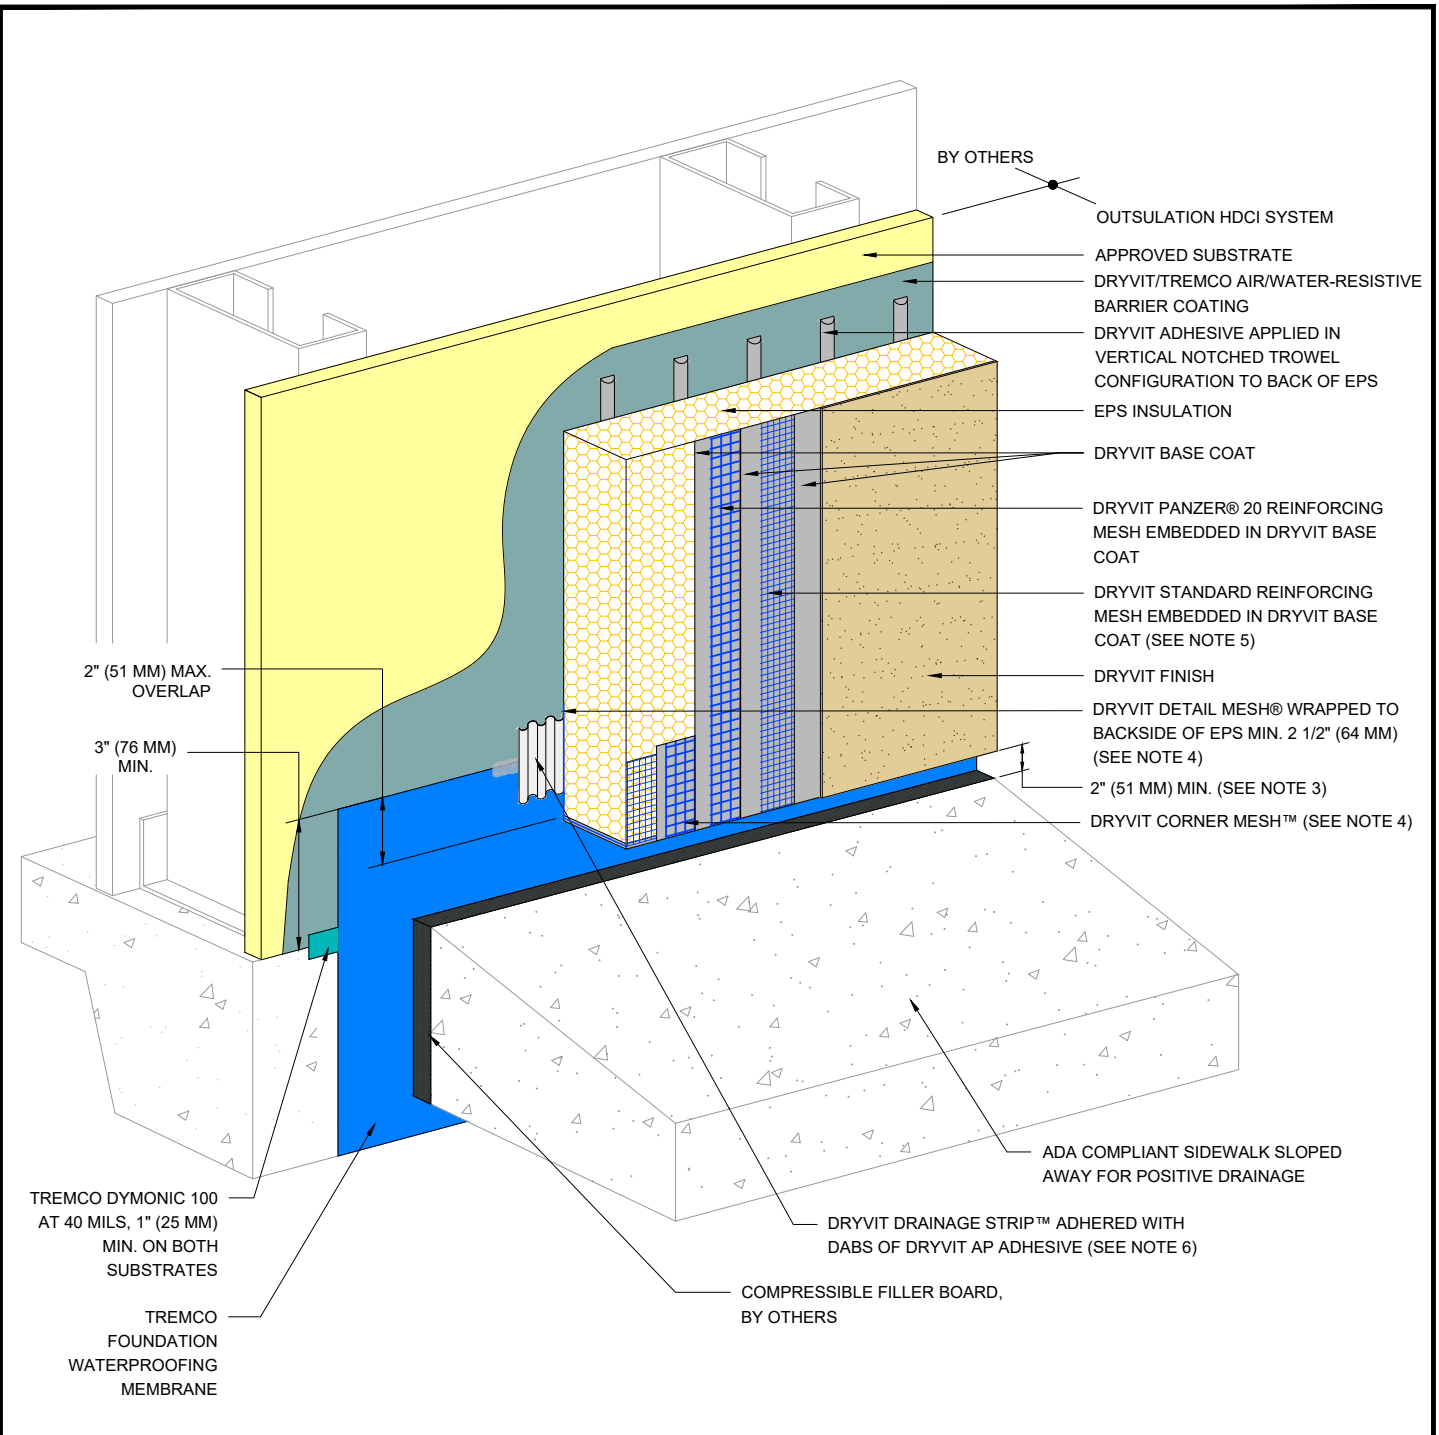 BY OTHERS
OUTSULATION HDCI SYSTEM
APPROVED SUBSTRATE
DRYVIT/TREMCO AIR/WATER-RESISTIVE
BARRIER COATING
DRYVIT ADHESIVE APPLIED IN
VERTICAL NOTCHED TROWEL
CONFIGURATION TO BACK OF EPS
EPS INSULATION
DRYVIT BASE COAT
DRYVIT PANZER® 20 REINFORCING
MESH EMBEDDED IN DRYVIT BASE
COAT
DRYVIT STANDARD REINFORCING
MESH EMBEDDED IN DRYVIT BASE
COAT (SEE NOTE 5)
DRYVIT FINISH
DRYVIT DETAIL MESH® WRAPPED TO
BACKSIDE OF EPS MIN. 2 1/2" (64 MM)
(SEE NOTE 4)
2" (51 MM) MIN. (SEE NOTE 3)
DRYVIT CORNER MESH™ (SEE NOTE 4)
2" (51 MM) MAX.
OVERLAP
3" (76 MM)
MIN.
ADA COMPLIANT SIDEWALK SLOPED
AWAY FOR POSITIVE DRAINAGE
DRYVIT DRAINAGE STRIP™ ADHERED WITH
DABS OF DRYVIT AP ADHESIVE (SEE NOTE 6)
COMPRESSIBLE FILLER BOARD,
BY OTHERS
TREMCO DYMONIC 100
AT 40 MILS, 1" (25 MM)
MIN. ON BOTH
SUBSTRATES
TREMCO
FOUNDATION
WATERPROOFING
MEMBRANE